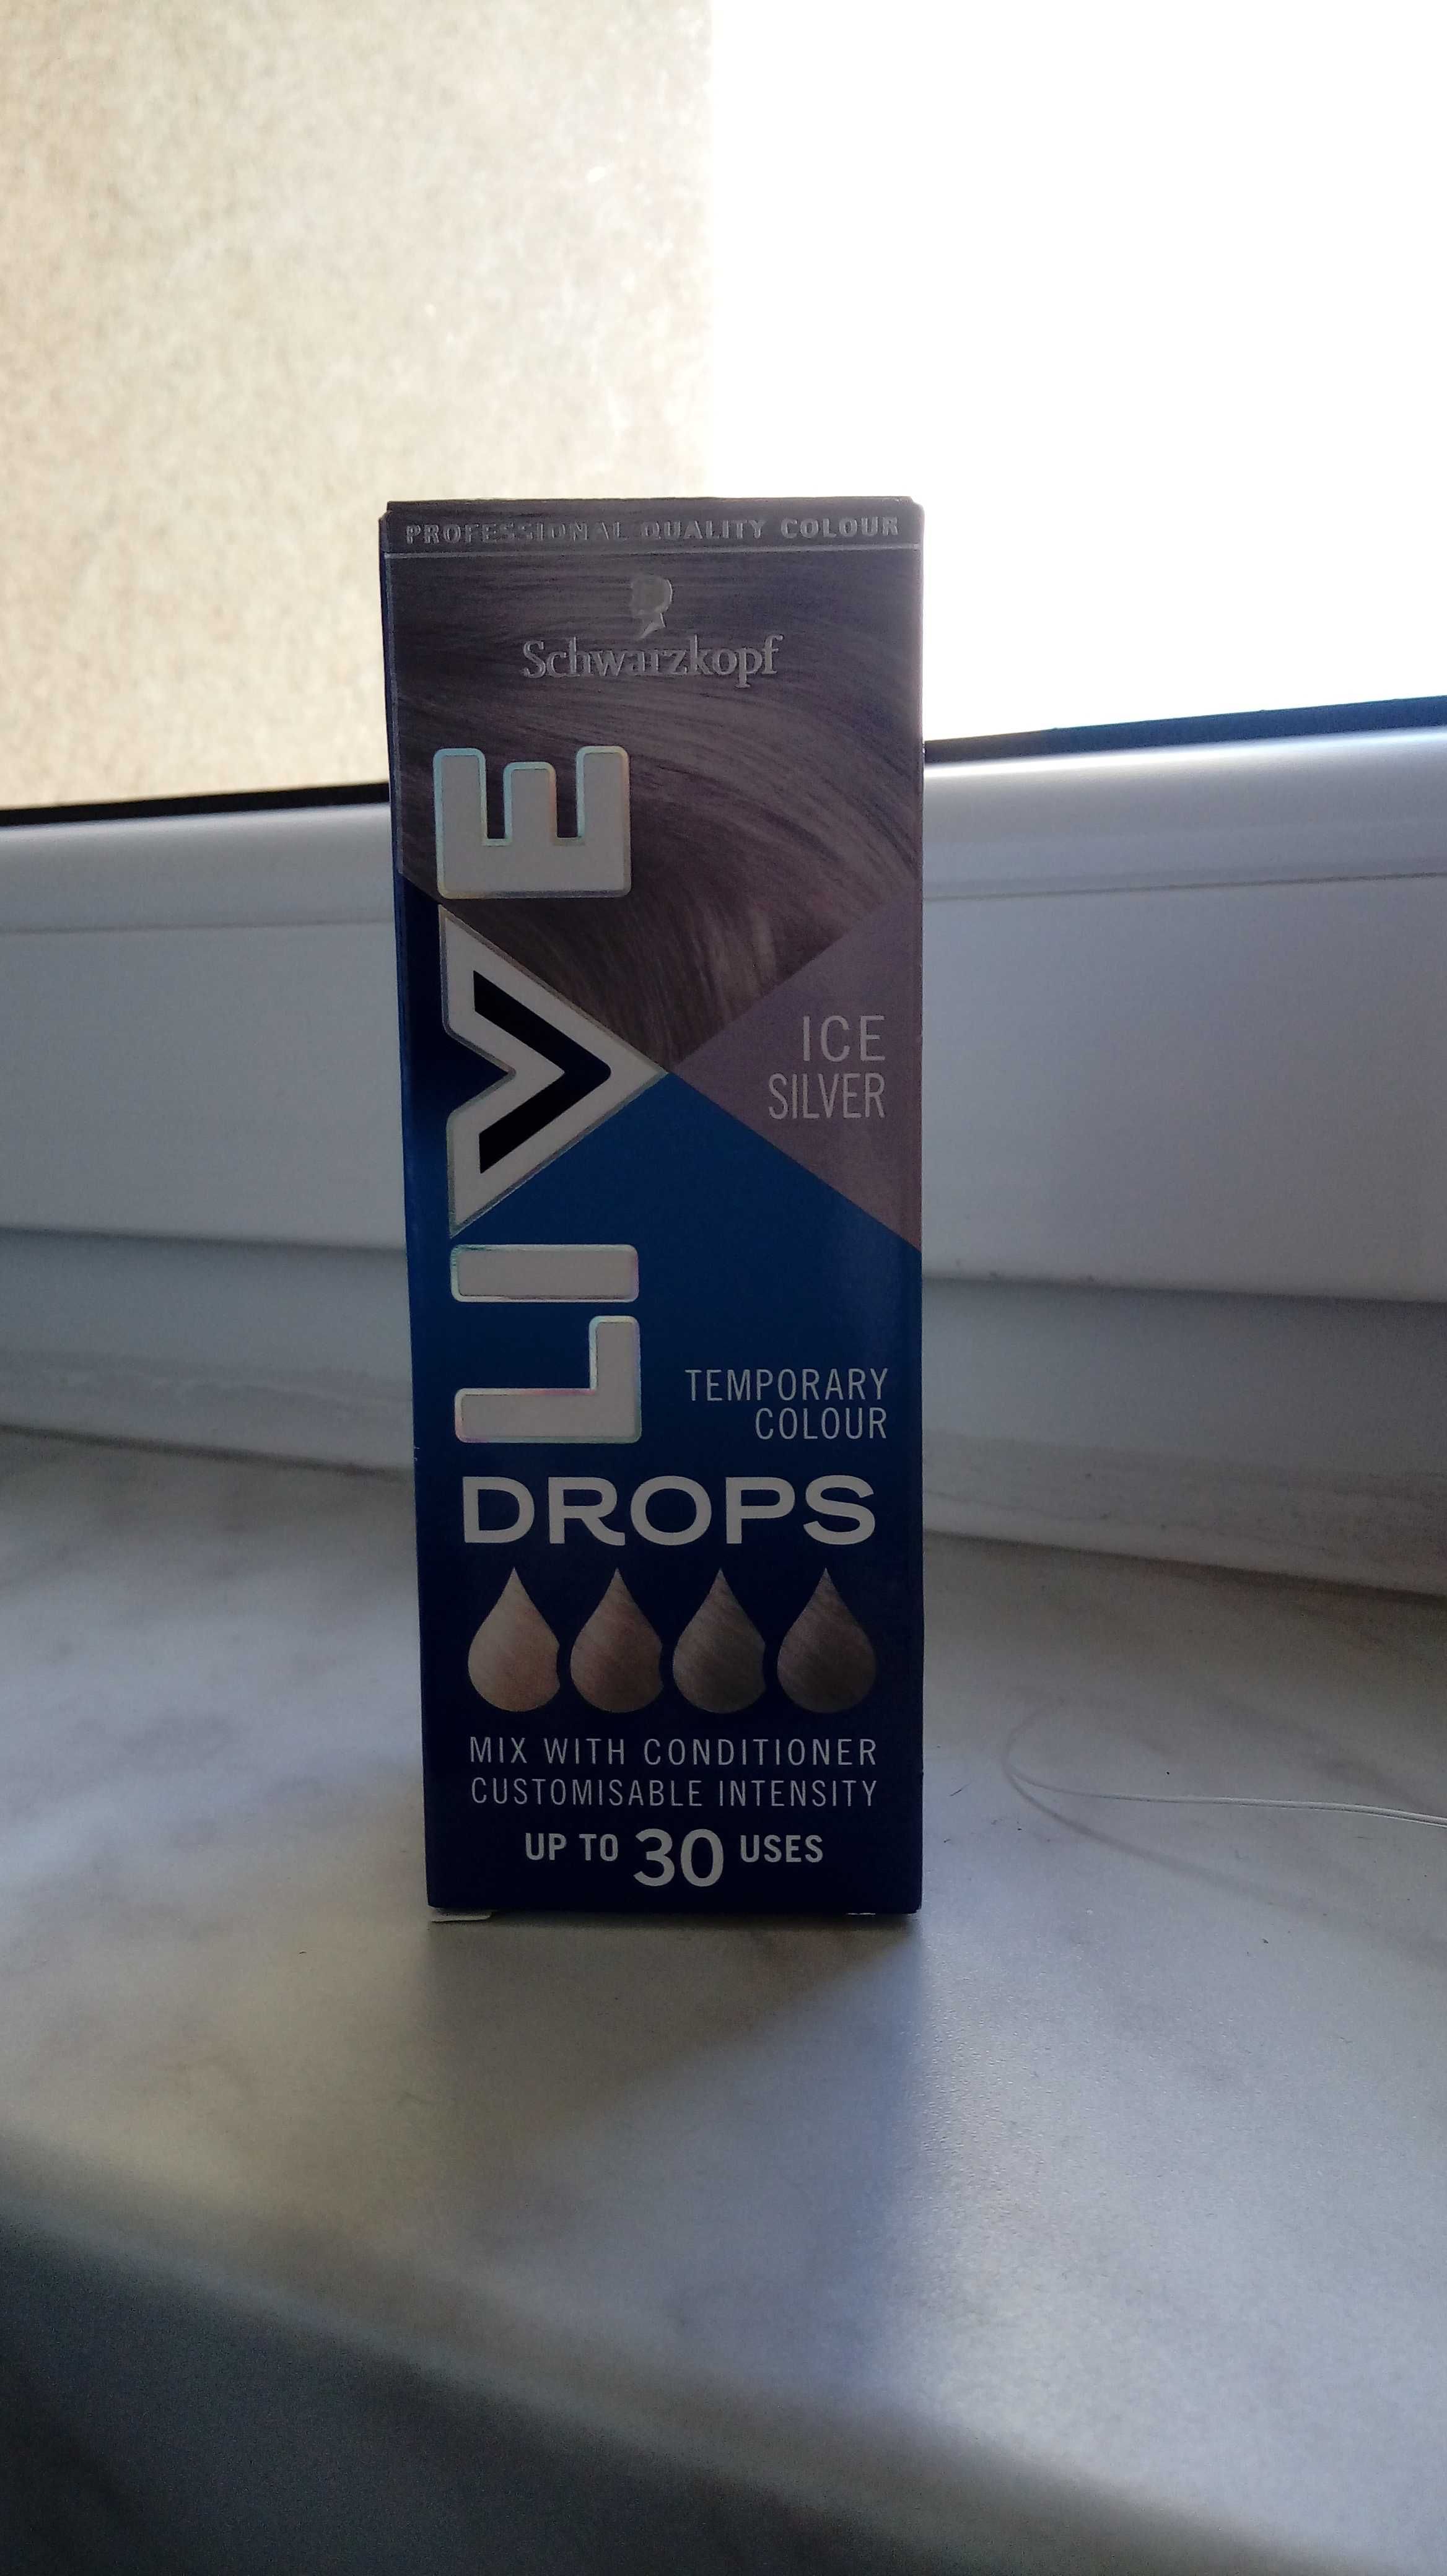 PROFESSIONAL QUALITY COLOUR
Schwarzkopf
LIVE
ICE
SILVER
TEMPORARY
COLOUR
DROPS
MIX WITH CONDITIONER
CUSTOMISABLE INTENSITY
UP TO 30 USES